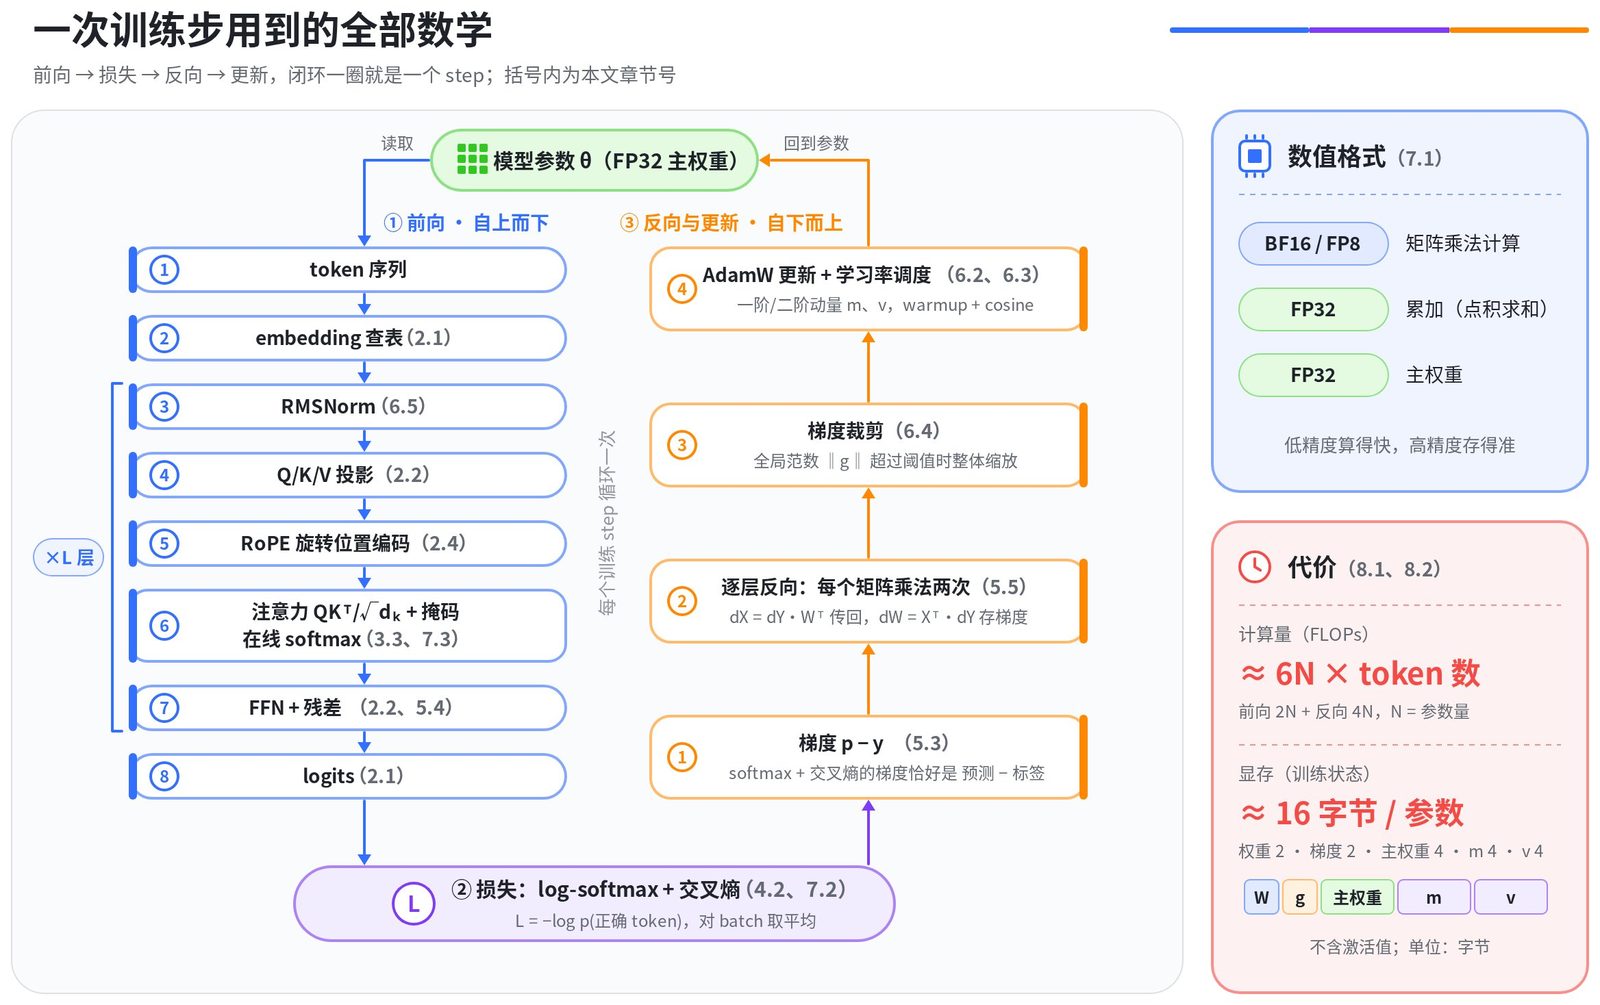 一次训练步用到的全部数学
前向 → 损失 → 反向 → 更新，闭环一圈就是一个 step；括号内为本文章节号
读取
模型参数 θ（FP32 主权重）
回到参数
① 前向 · 自上而下
1
token 序列
2
embedding 查表（2.1）
×L 层
3
RMSNorm（6.5）
4
Q/K/V 投影（2.2）
5
RoPE 旋转位置编码（2.4）
6
注意力 QKᵀ/√dₖ + 掩码
在线 softmax（3.3、7.3）
7
FFN + 残差 （2.2、5.4）
8
logits（2.1）
每个训练 step 循环一次
③ 反向与更新 · 自下而上
4
AdamW 更新 + 学习率调度 （6.2、6.3）
一阶/二阶动量 m、v，warmup + cosine
3
梯度裁剪（6.4）
全局范数 ‖g‖ 超过阈值时整体缩放
2
逐层反向：每个矩阵乘法两次（5.5）
dX = dY · Wᵀ 传回，dW = Xᵀ · dY 存梯度
1
梯度 p − y （5.3）
softmax + 交叉熵的梯度恰好是 预测 − 标签
L
② 损失：log-softmax + 交叉熵（4.2、7.2）
L = −log p(正确 token)，对 batch 取平均
数值格式（7.1）
BF16 / FP8 矩阵乘法计算
FP32 累加（点积求和）
FP32 主权重
低精度算得快，高精度存得准
代价（8.1、8.2）
计算量（FLOPs）
≈ 6N × token 数
前向 2N + 反向 4N，N = 参数量
显存（训练状态）
≈ 16 字节 / 参数
权重 2 · 梯度 2 · 主权重 4 · m 4 · v 4
W g 主权重 m v
不含激活值；单位：字节